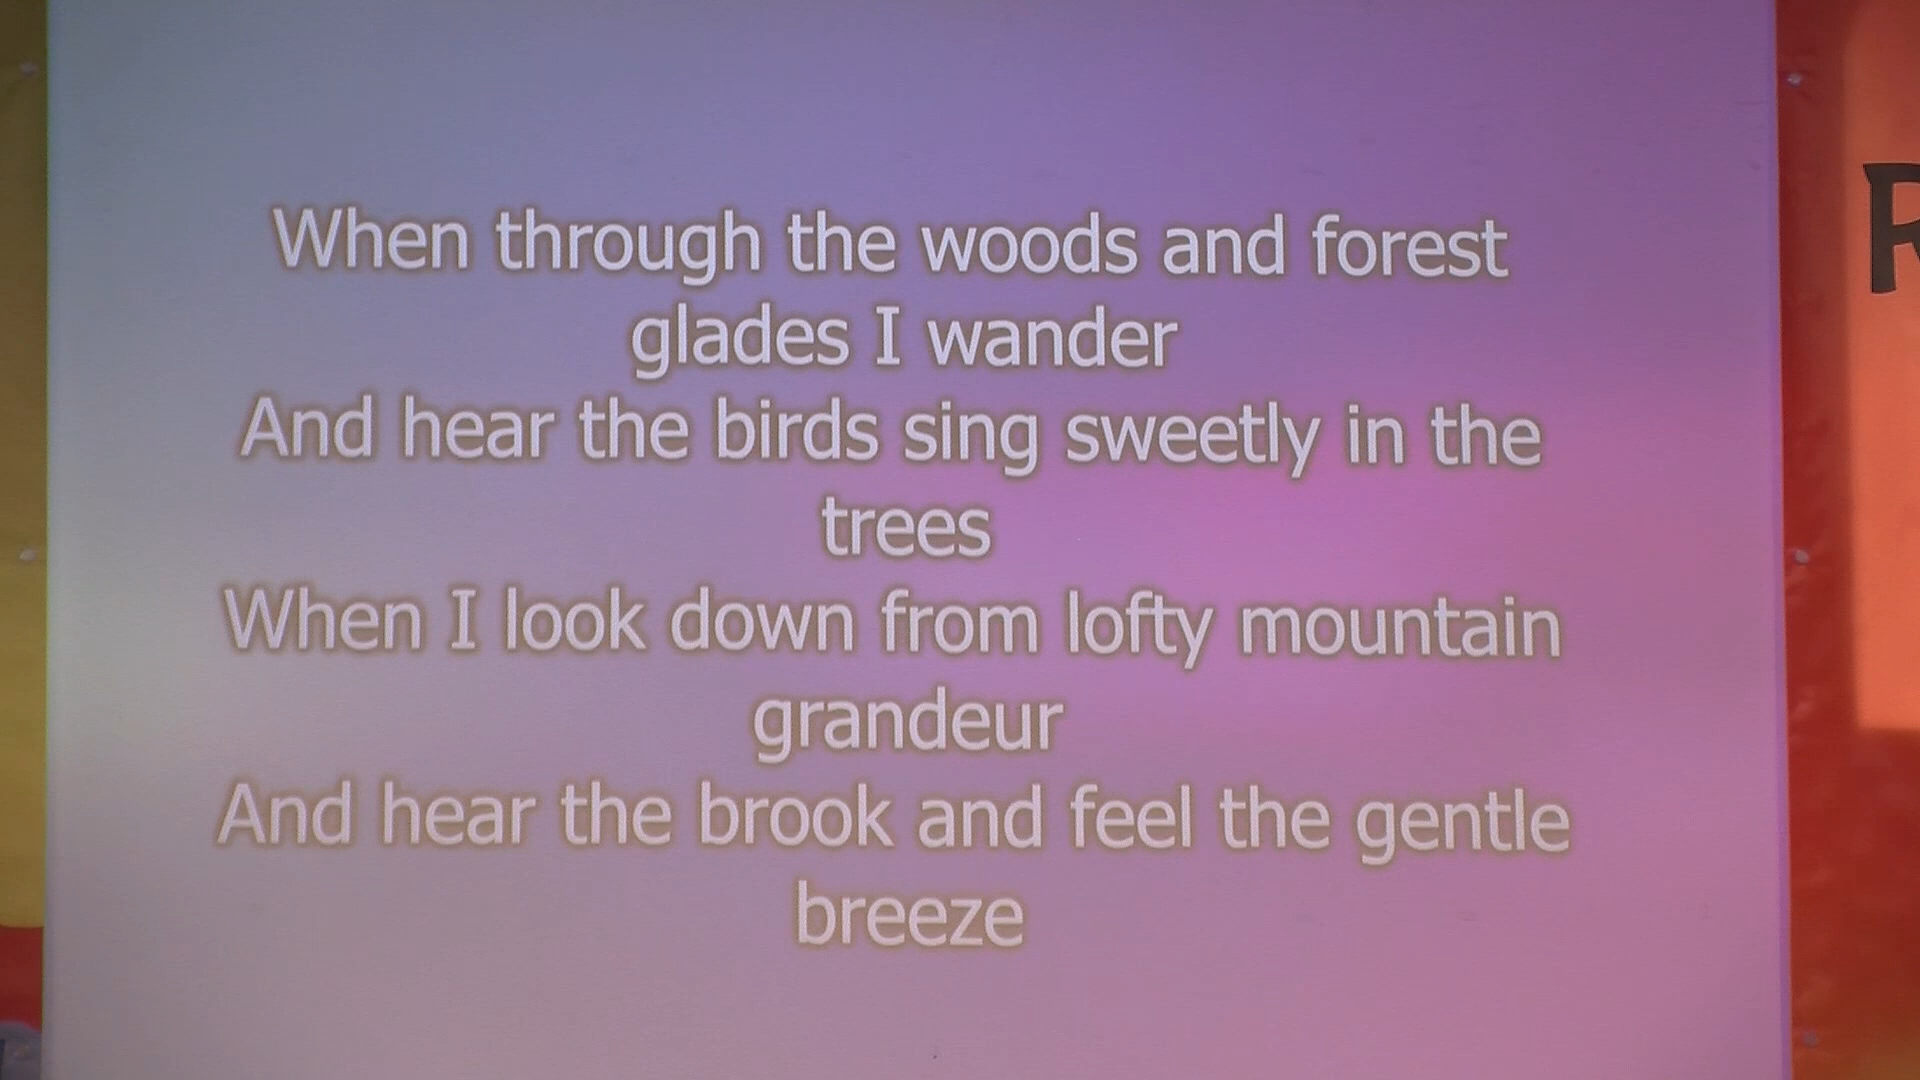 When through the woods and forest
glades I wander
And hear the birds sing sweetly in the
trees
When I look down from lofty mountain
grandeur
And hear the brook and feel the gentle
breeze
R